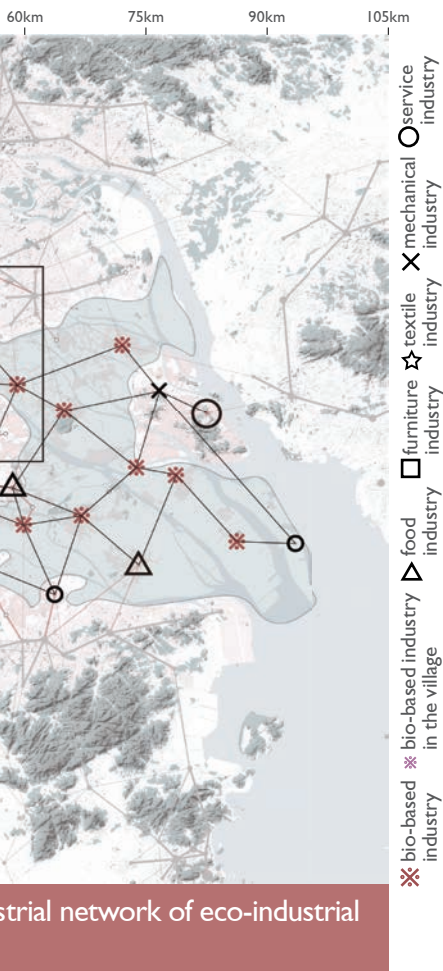 60km 75km 90km 105km
service
industry
mechanical
industry
textile
industry
furniture
industry
food
industry
bio-based industry
in the village
bio-based
industry
strial network of eco-industrial